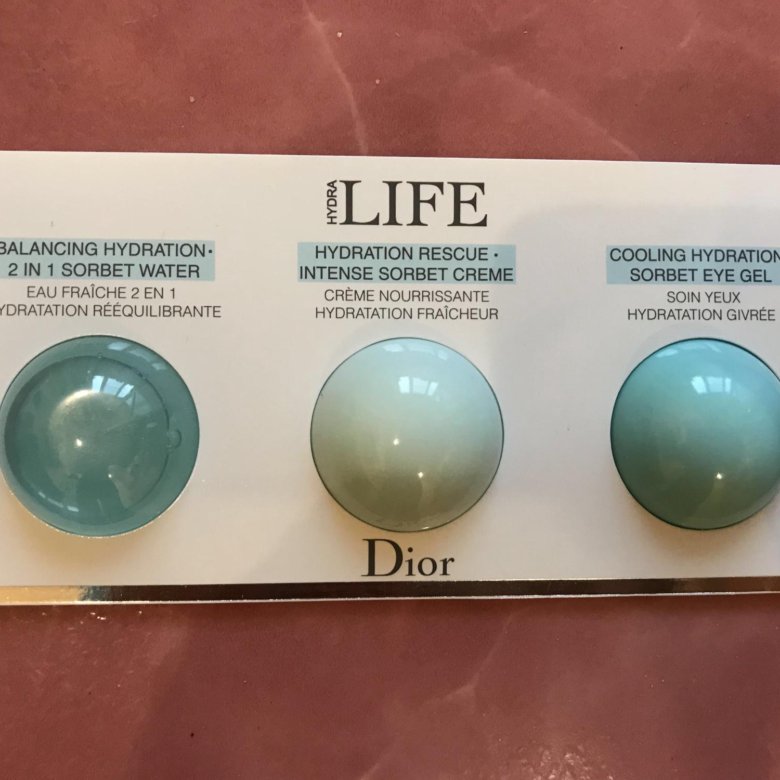 HYDRA LIFE
BALANCING HYDRATION •
2 IN 1 SORBET WATER
EAU FRAÎCHE 2 EN 1
HYDRATATION RÉÉQUILIBRANTE
HYDRATION RESCUE •
INTENSE SORBET CREME
CRÈME NOURRISSANTE
HYDRATATION FRAÎCHEUR
COOLING HYDRATION
SORBET EYE GEL
SOIN YEUX
HYDRATATION GIVRÉE
Dior